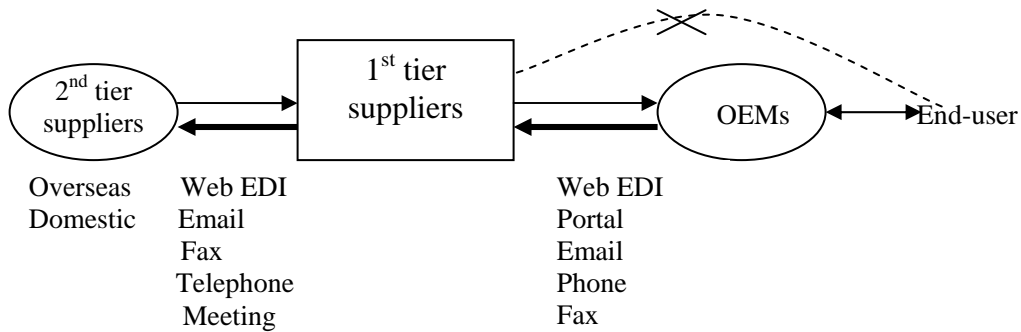 2nd tier
suppliers
1st tier
suppliers
OEMs
End-user
Overseas
Domestic
Web EDI
Email
Fax
Telephone
Meeting
Web EDI
Portal
Email
Phone
Fax